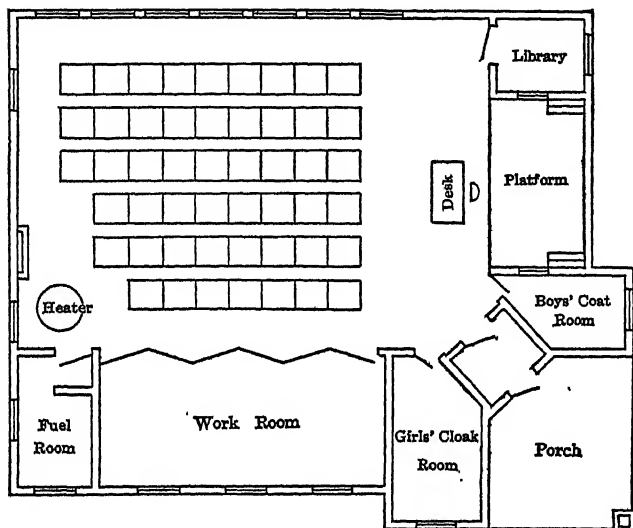 Library
Platform
Desk
Heater
Boys' Coat
Room
Fuel
Room
Work Room
Girls' Cloak
Room
Porch